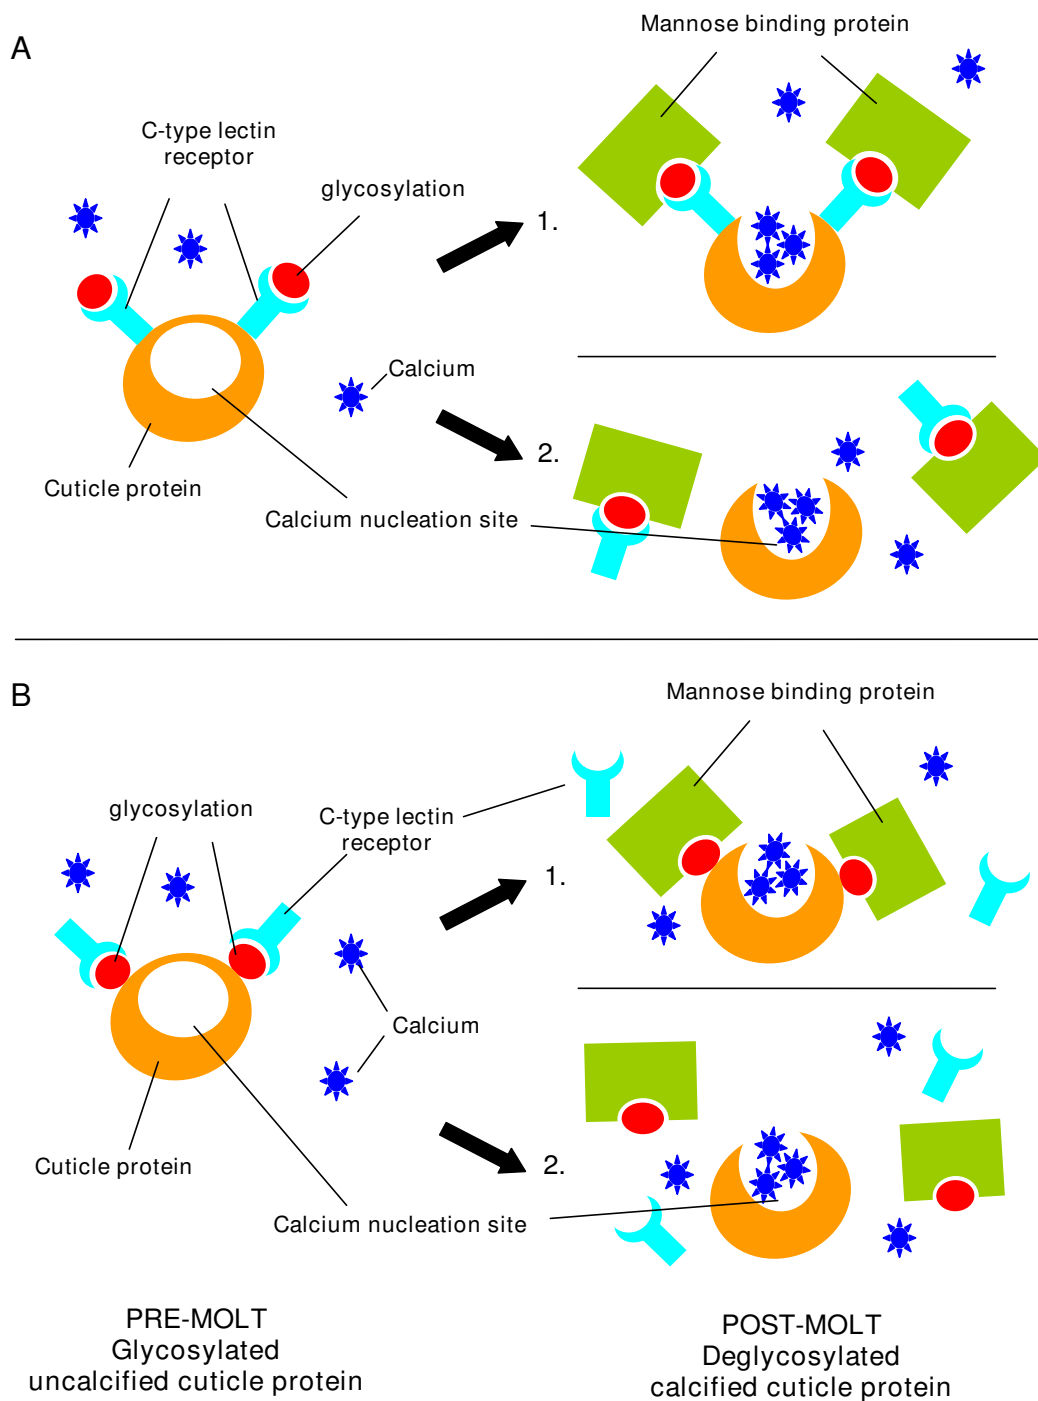 A
Mannose binding protein
C-type lectin
receptor
glycosylation
1.
Calcium
2.
Cuticle protein
Calcium nucleation site
B
Mannose binding protein
glycosylation
C-type lectin
receptor
1.
Calcium
Cuticle protein
2.
Calcium nucleation site
PRE-MOLT
Glycosylated
uncalcified cuticle protein
POST-MOLT
Deglycosylated
calcified cuticle protein